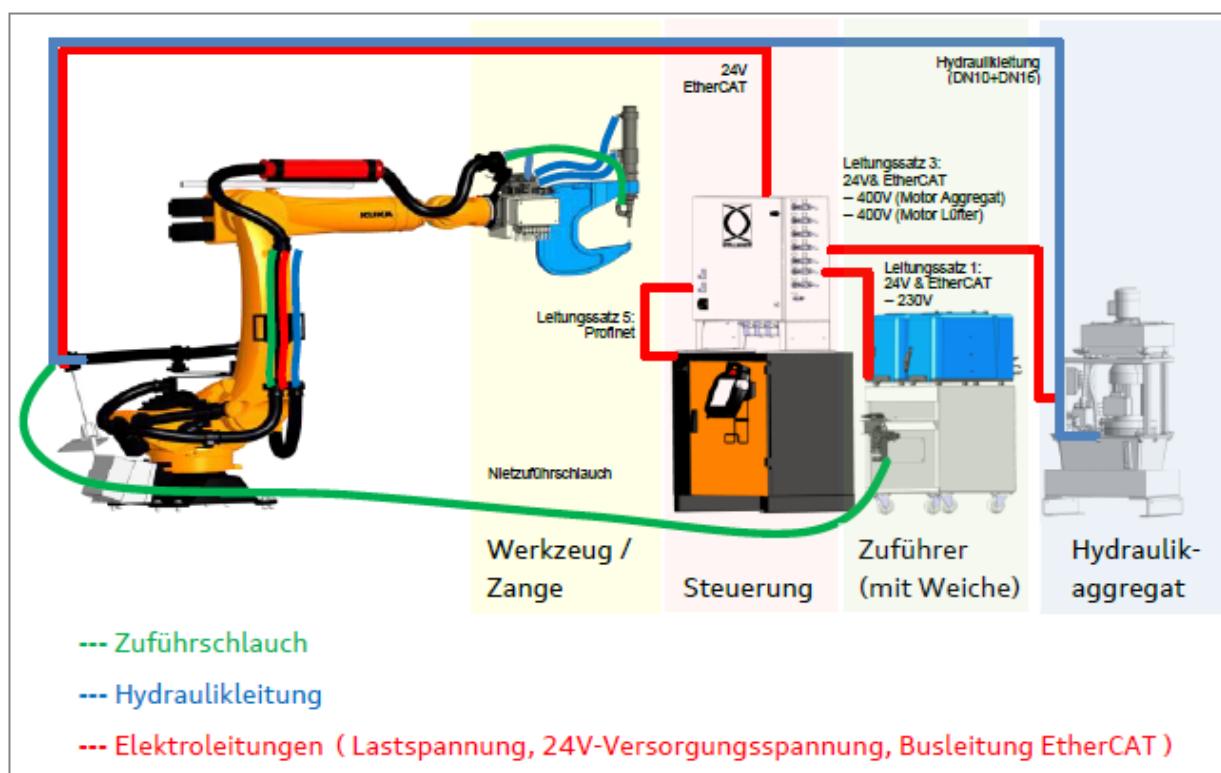 24V
EtherCAT
Hydraulikleitung
(DN10+DN16)
Leitungssatz 3:
24V& EtherCAT
– 400V (Motor Aggregat)
– 400V (Motor Lüfter)
KUKA
Leitungssatz 1:
24V & EtherCAT
– 230V
Leitungssatz 5:
Profinet
Nietzuführschlauch
Werkzeug /
Zange
Steuerung
Zuführer
(mit Weiche)
Hydraulik-
aggregat
--- Zuführschlauch
--- Hydraulikleitung
--- Elektroleitungen ( Lastspannung, 24V-Versorgungsspannung, Busleitung EtherCAT )